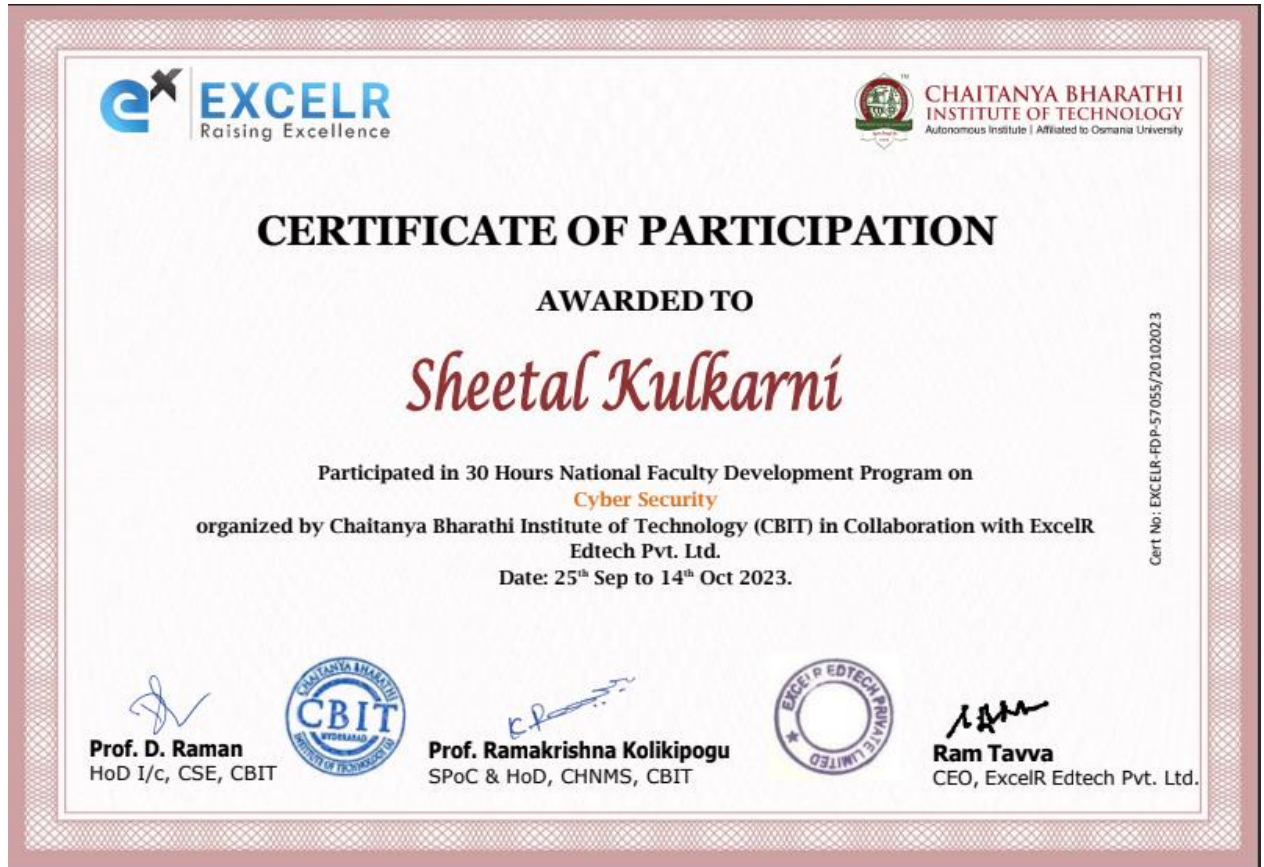 ex EXCELR
Raising Excellence
CHAITANYA BHARATHI
INSTITUTE OF TECHNOLOGY
Autonomous Institute | Affiliated to Osmania University
TM
CERTIFICATE OF PARTICIPATION
AWARDED TO
Sheetal Kulkarni
Participated in 30 Hours National Faculty Development Program on
Cyber Security
organized by Chaitanya Bharathi Institute of Technology (CBIT) in Collaboration with ExcelR
Edtech Pvt. Ltd.
Date: 25th Sep to 14th Oct 2023.
Cert No: EXCELR-FDP-57055/20102023
CHAITANYA BHARATHI
CBIT
HYDERABAD
INSTITUTE OF TECHNOLOGY
EXCELR EDTECH PRIVATE LIMITED
Prof. D. Raman
HoD I/c, CSE, CBIT
Prof. Ramakrishna Kolikipogu
SPoC & HoD, CHNMS, CBIT
Ram Tavva
CEO, ExcelR Edtech Pvt. Ltd.